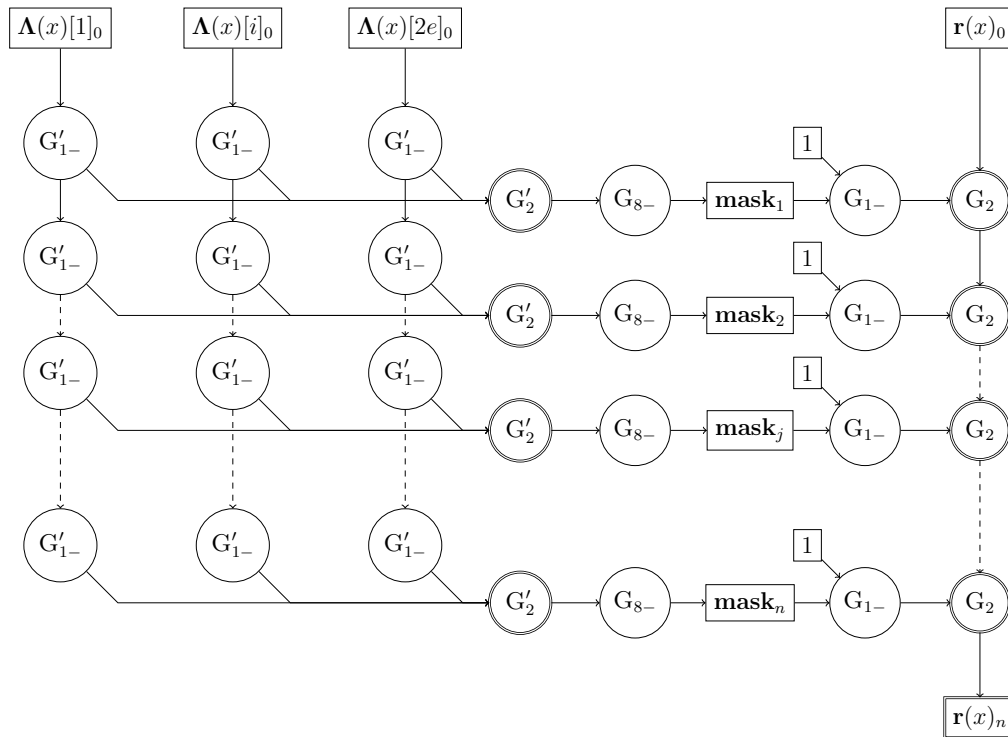 Λ(x)[1]₀ Λ(x)[i]₀ Λ(x)[2e]₀ r(x)₀
G′₁₋ G′₁₋ G′₁₋ 1
G′₂ G₈₋ mask₁ G₁₋ G₂
G′₁₋ G′₁₋ G′₁₋ 1
G′₂ G₈₋ mask₂ G₁₋ G₂
G′₁₋ G′₁₋ G′₁₋ 1
G′₂ G₈₋ maskⱼ G₁₋ G₂
G′₁₋ G′₁₋ G′₁₋ 1
G′₂ G₈₋ maskₙ G₁₋ G₂
r(x)ₙ